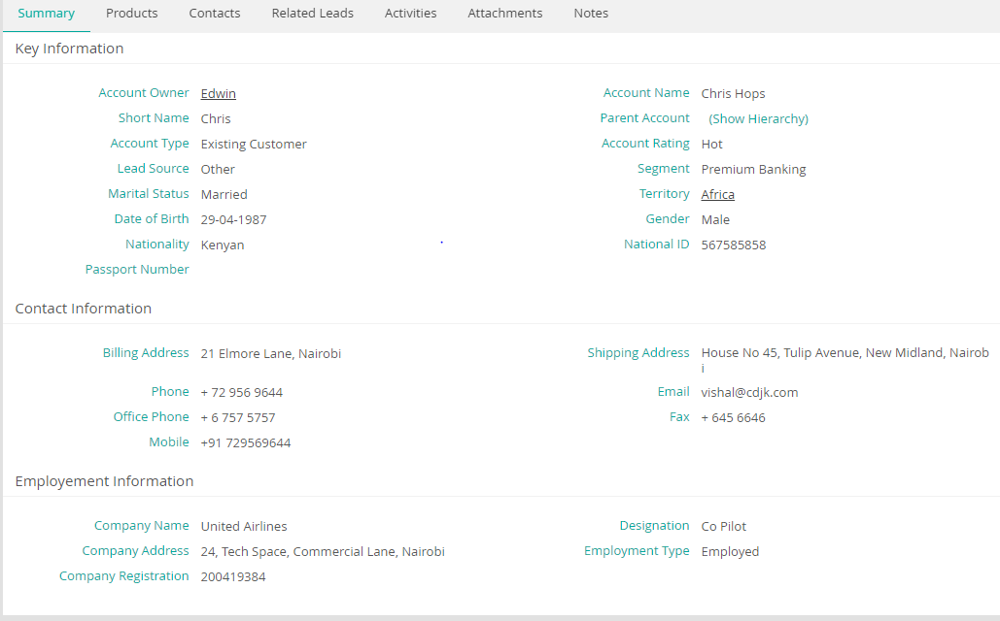 Summary Products Contacts Related Leads Activities Attachments Notes
Key Information
Account Owner Edwin Account Name Chris Hops
Short Name Chris Parent Account (Show Hierarchy)
Account Type Existing Customer Account Rating Hot
Lead Source Other Segment Premium Banking
Marital Status Married Territory Africa
Date of Birth 29-04-1987 Gender Male
Nationality Kenyan National ID 567585858
Passport Number
Contact Information
Billing Address 21 Elmore Lane, Nairobi Shipping Address House No 45, Tulip Avenue, New Midland, Nairob
i
Phone + 72 956 9644 Email vishal@cdjk.com
Office Phone + 6 757 5757 Fax + 645 6646
Mobile +91 729569644
Employement Information
Company Name United Airlines Designation Co Pilot
Company Address 24, Tech Space, Commercial Lane, Nairobi Employment Type Employed
Company Registration 200419384